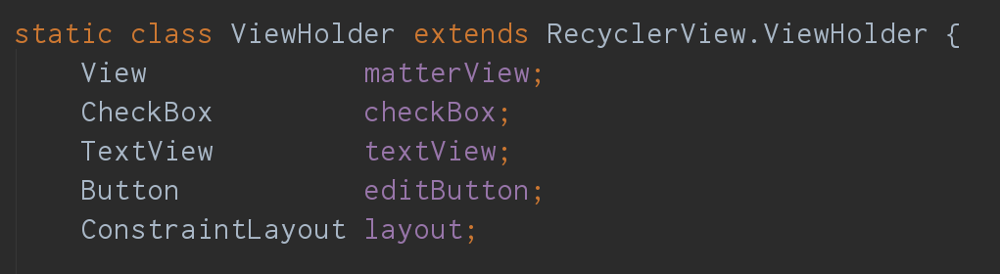 static class ViewHolder extends RecyclerView.ViewHolder {
    View             matterView;
    CheckBox         checkBox;
    TextView         textView;
    Button           editButton;
    ConstraintLayout layout;